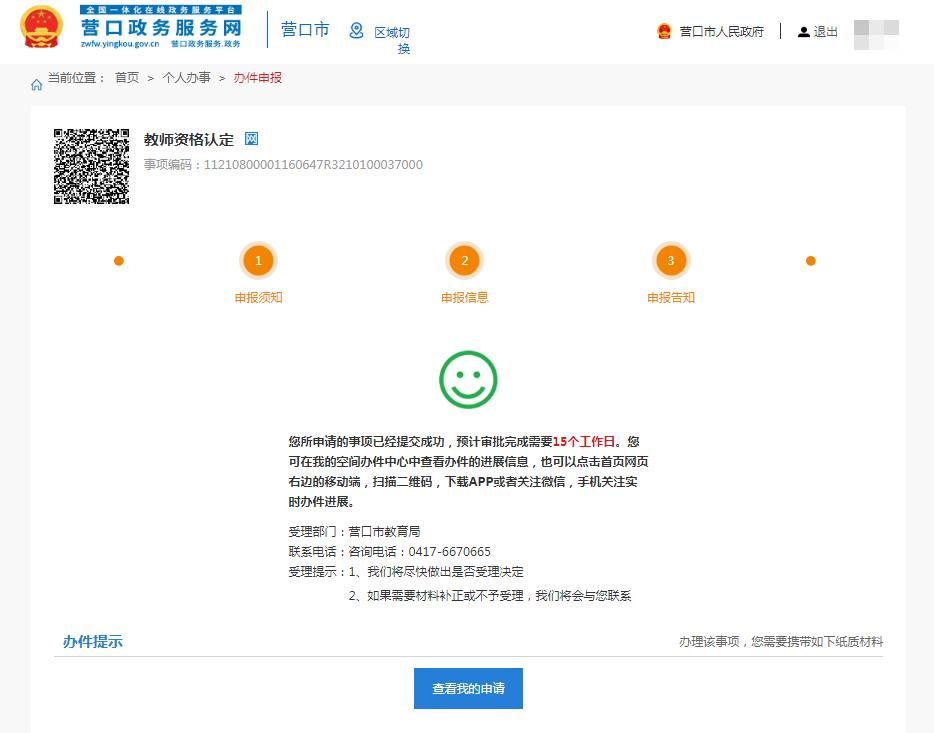 全国一体化在线政务服务平台
营口政务服务网
zwfw.yingkou.gov.cn 营口政务服务.政务
营口市
区域切
换
营口市人民政府
退出
当前位置： 首页 > 个人办事 > 办件申报
教师资格认定 网
事项编码：11210800001160647R3210100037000
1
2
3
申报须知
申报信息
申报告知
您所申请的事项已经提交成功，预计审批完成需要15个工作日。您
可在我的空间办件中心中查看办件的进展信息，也可以点击首页网页
右边的移动端，扫描二维码，下载APP或者关注微信，手机关注实
时办件进展。
受理部门：营口市教育局
联系电话：咨询电话：0417-6670665
受理提示：1、我们将尽快做出是否受理决定
2、如果需要材料补正或不予受理，我们将会与您联系
办件提示
办理该事项，您需要携带如下纸质材料
查看我的申请